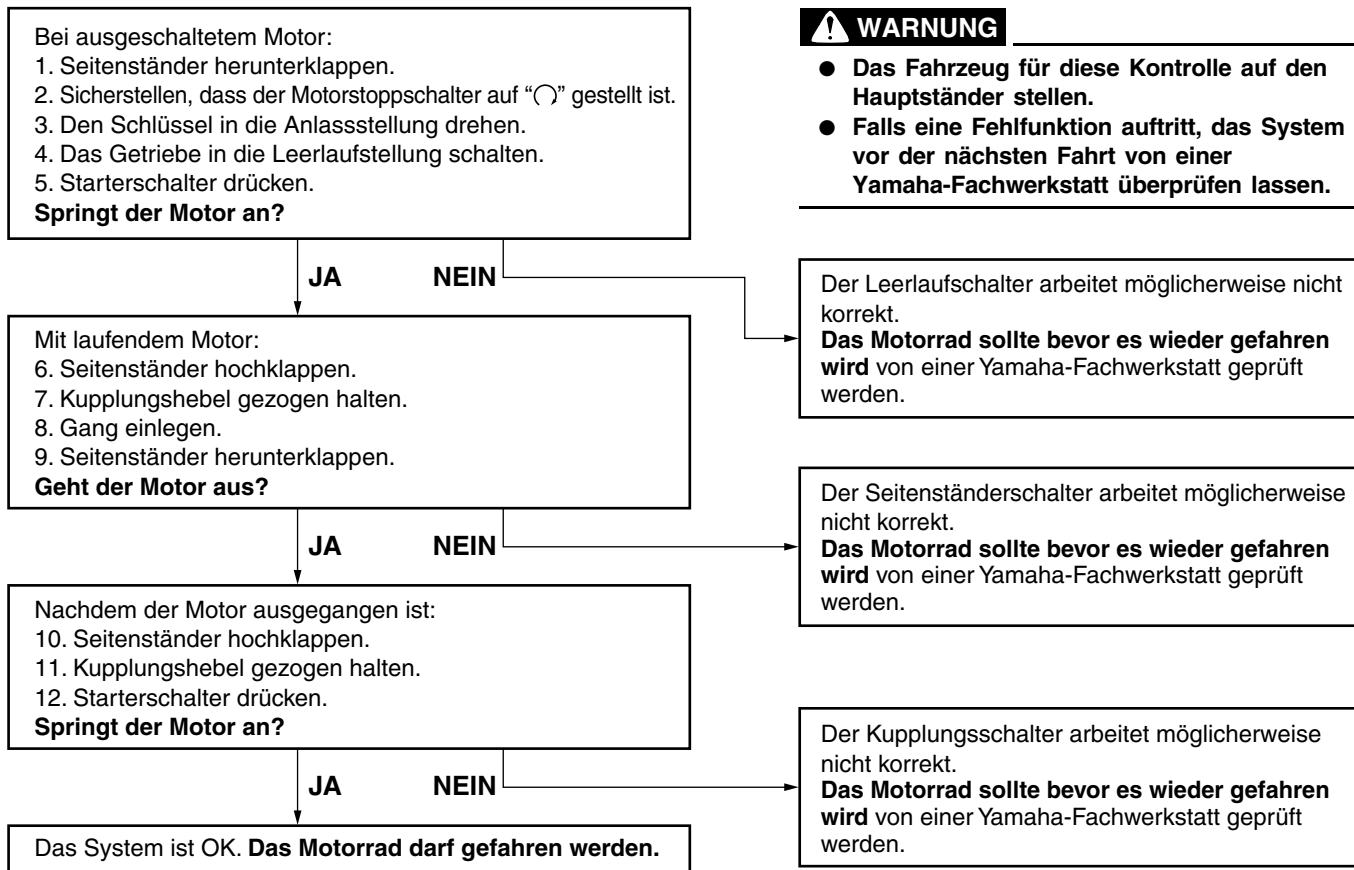 Bei ausgeschaltetem Motor:
1. Seitenständer herunterklappen.
2. Sicherstellen, dass der Motorstoppschalter auf “○” gestellt ist.
3. Den Schlüssel in die Anlassstellung drehen.
4. Das Getriebe in die Leerlaufstellung schalten.
5. Starterschalter drücken.
Springt der Motor an?
WARNUNG
● Das Fahrzeug für diese Kontrolle auf den
Hauptständer stellen.
● Falls eine Fehlfunktion auftritt, das System
vor der nächsten Fahrt von einer
Yamaha-Fachwerkstatt überprüfen lassen.
JA NEIN
Der Leerlaufschalter arbeitet möglicherweise nicht
korrekt.
Das Motorrad sollte bevor es wieder gefahren
wird von einer Yamaha-Fachwerkstatt geprüft
werden.
Mit laufendem Motor:
6. Seitenständer hochklappen.
7. Kupplungshebel gezogen halten.
8. Gang einlegen.
9. Seitenständer herunterklappen.
Geht der Motor aus?
JA NEIN
Der Seitenständerschalter arbeitet möglicherweise
nicht korrekt.
Das Motorrad sollte bevor es wieder gefahren
wird von einer Yamaha-Fachwerkstatt geprüft
werden.
Nachdem der Motor ausgegangen ist:
10. Seitenständer hochklappen.
11. Kupplungshebel gezogen halten.
12. Starterschalter drücken.
Springt der Motor an?
JA NEIN
Der Kupplungsschalter arbeitet möglicherweise
nicht korrekt.
Das Motorrad sollte bevor es wieder gefahren
wird von einer Yamaha-Fachwerkstatt geprüft
werden.
Das System ist OK. Das Motorrad darf gefahren werden.